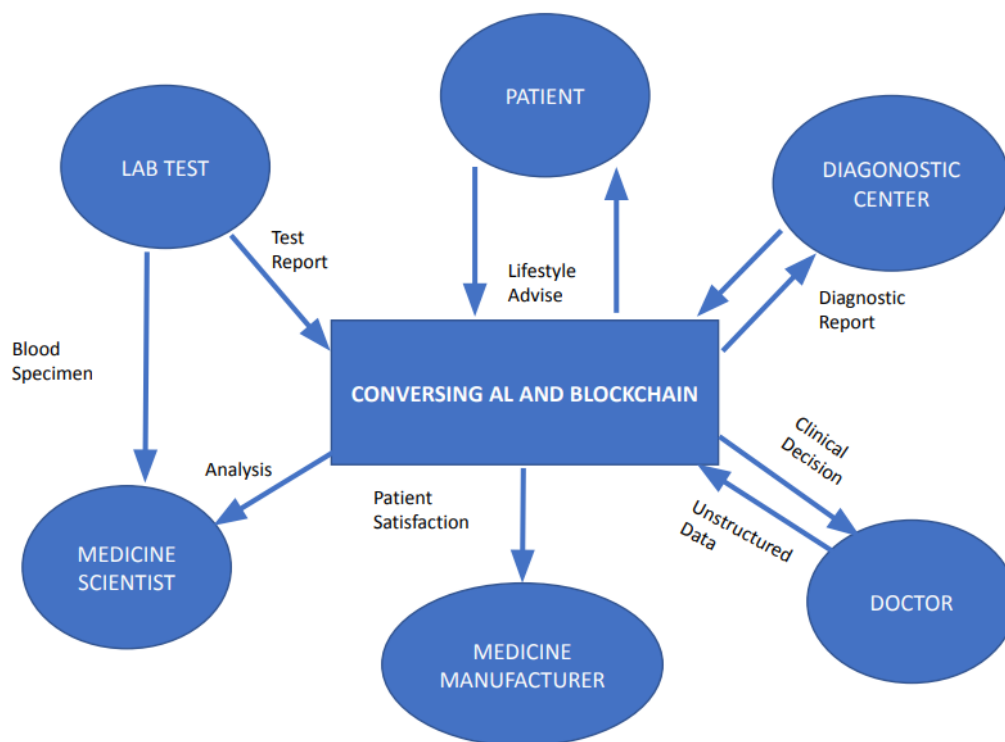 PATIENT
LAB TEST
DIAGONOSTIC
CENTER
Test
Report
Lifestyle
Advise
Diagnostic
Report
Blood
Specimen
CONVERSING AL AND BLOCKCHAIN
Clinical
Decision
Analysis
Patient
Satisfaction
Unstructured
Data
MEDICINE
SCIENTIST
DOCTOR
MEDICINE
MANUFACTURER